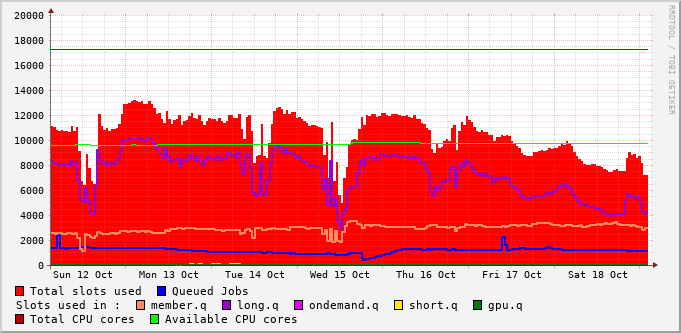 20000
18000
16000
14000
12000
10000
8000
6000
4000
2000
0
Sun 12 Oct Mon 13 Oct Tue 14 Oct Wed 15 Oct Thu 16 Oct Fri 17 Oct Sat 18 Oct
Total slots used Queued Jobs
Slots used in : member.q long.q ondemand.q short.q gpu.q
Total CPU cores Available CPU cores
RRDTOOL / TOBI OETIKER